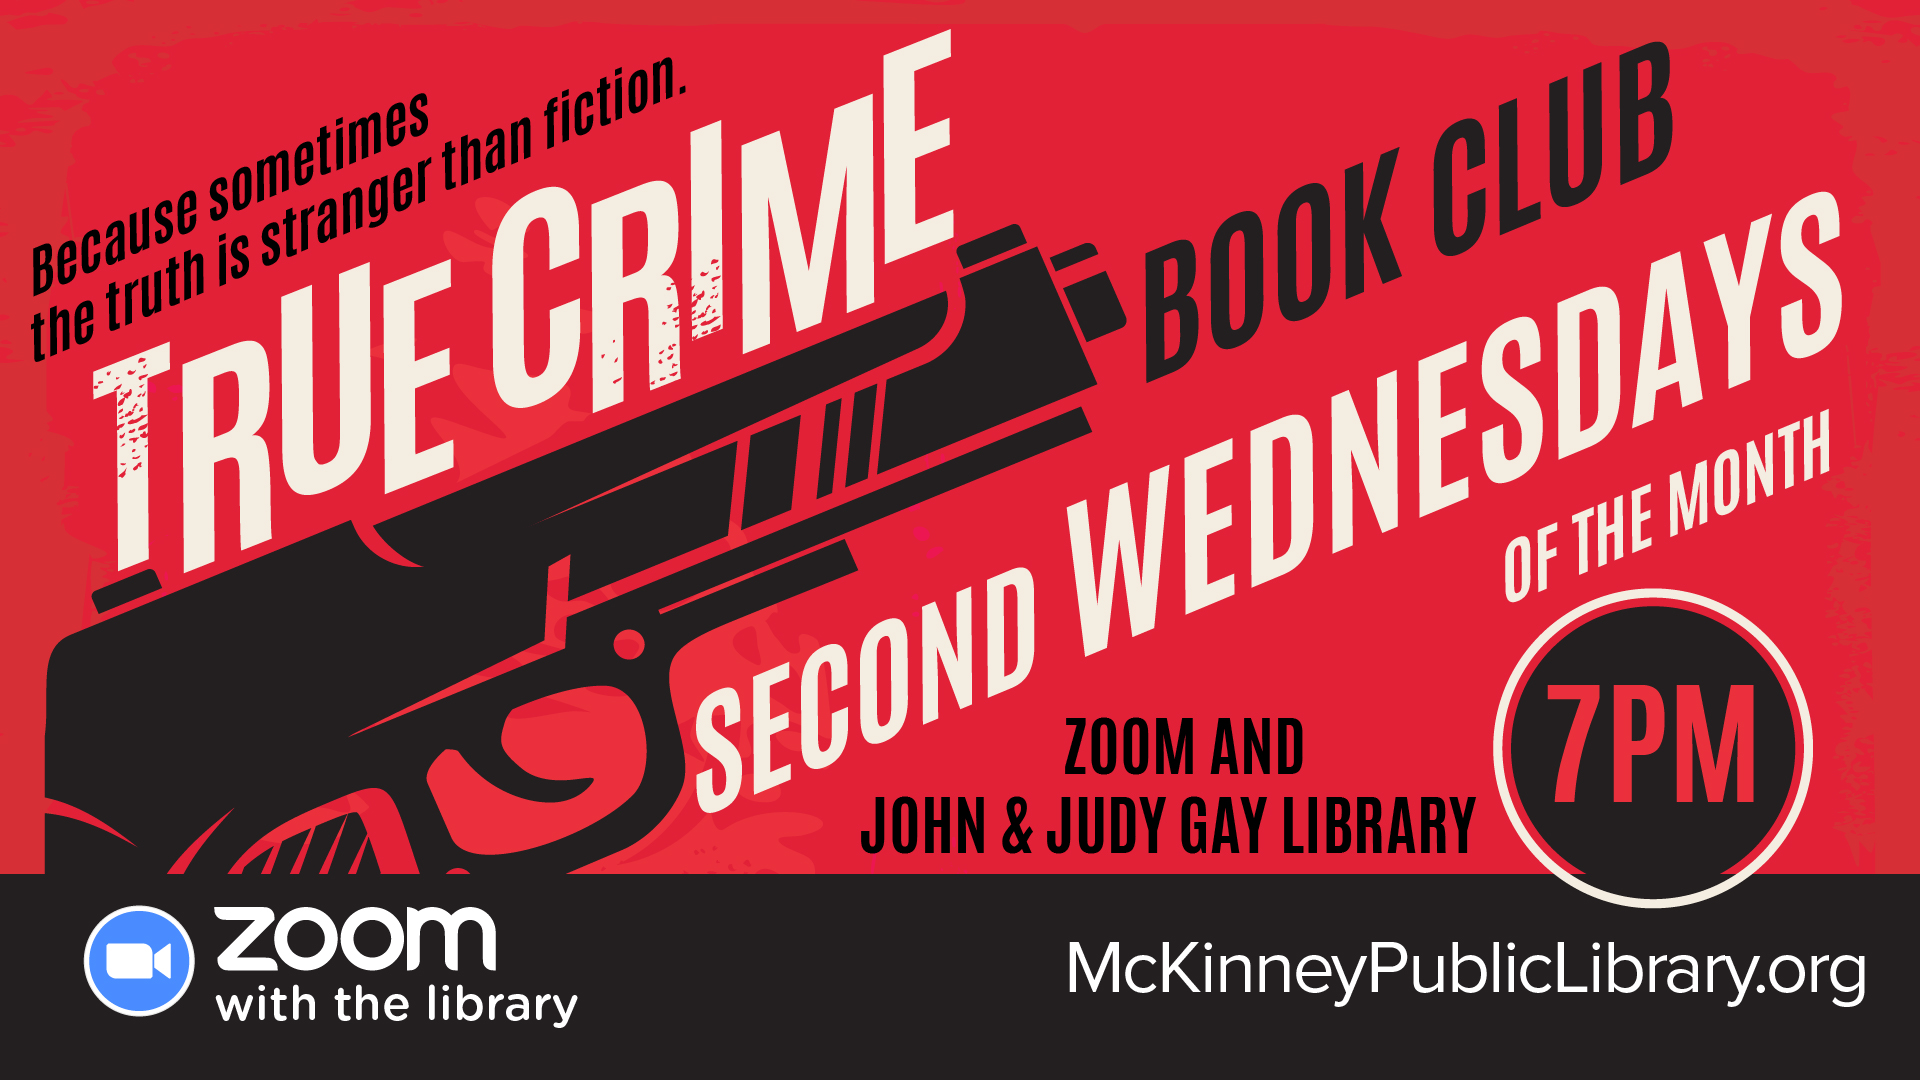 Because sometimes
the truth is stranger than fiction.
TRUE CRIME
BOOK CLUB
SECOND WEDNESDAYS
OF THE MONTH
ZOOM AND
JOHN & JUDY GAY LIBRARY
7PM
zoom
with the library
McKinneyPublicLibrary.org